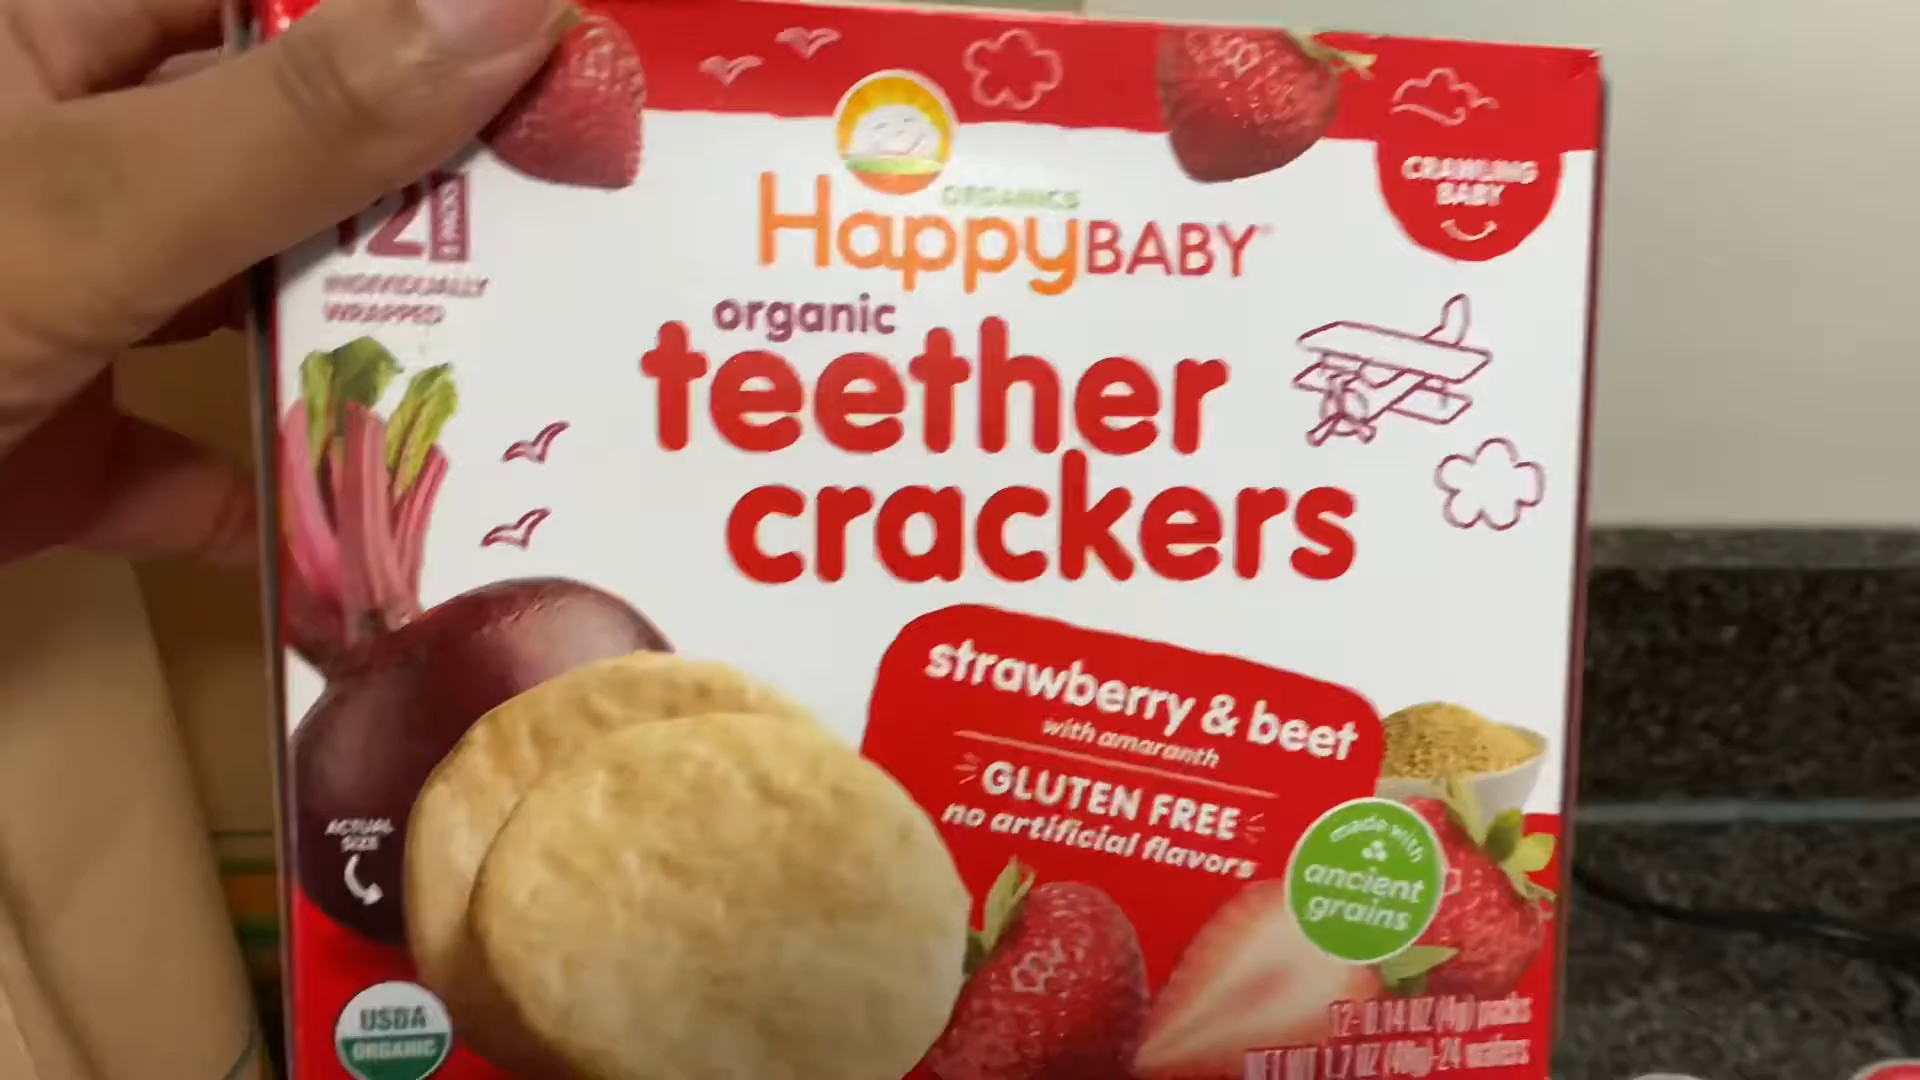 ORGANICS
HappyBABY
CRAWLING
BABY
12
2 PACKS
INDIVIDUALLY
WRAPPED
organic
teether
crackers
strawberry & beet
with amaranth
GLUTEN FREE
no artificial flavors
made with
ancient
grains
ACTUAL
SIZE
USDA
ORGANIC
12-0.14 OZ (4g) packs
NET WT 1.7 OZ (48g)-24 wafers